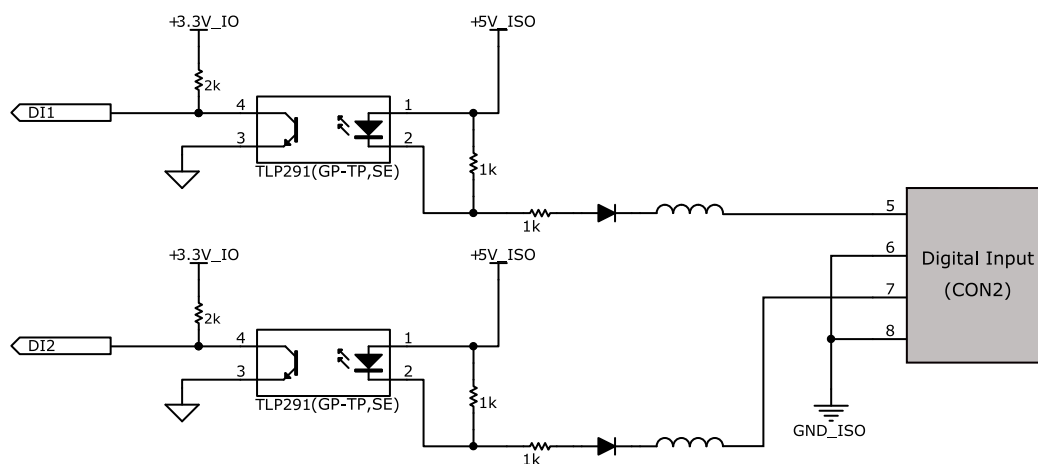 +3.3V_IO
+5V_ISO
2k
DI1
4
1
3
2
TLP291(GP-TP,SE)
1k
1k
5
6
Digital Input
(CON2)
7
8
GND_ISO
+3.3V_IO
+5V_ISO
2k
DI2
4
1
3
2
TLP291(GP-TP,SE)
1k
1k